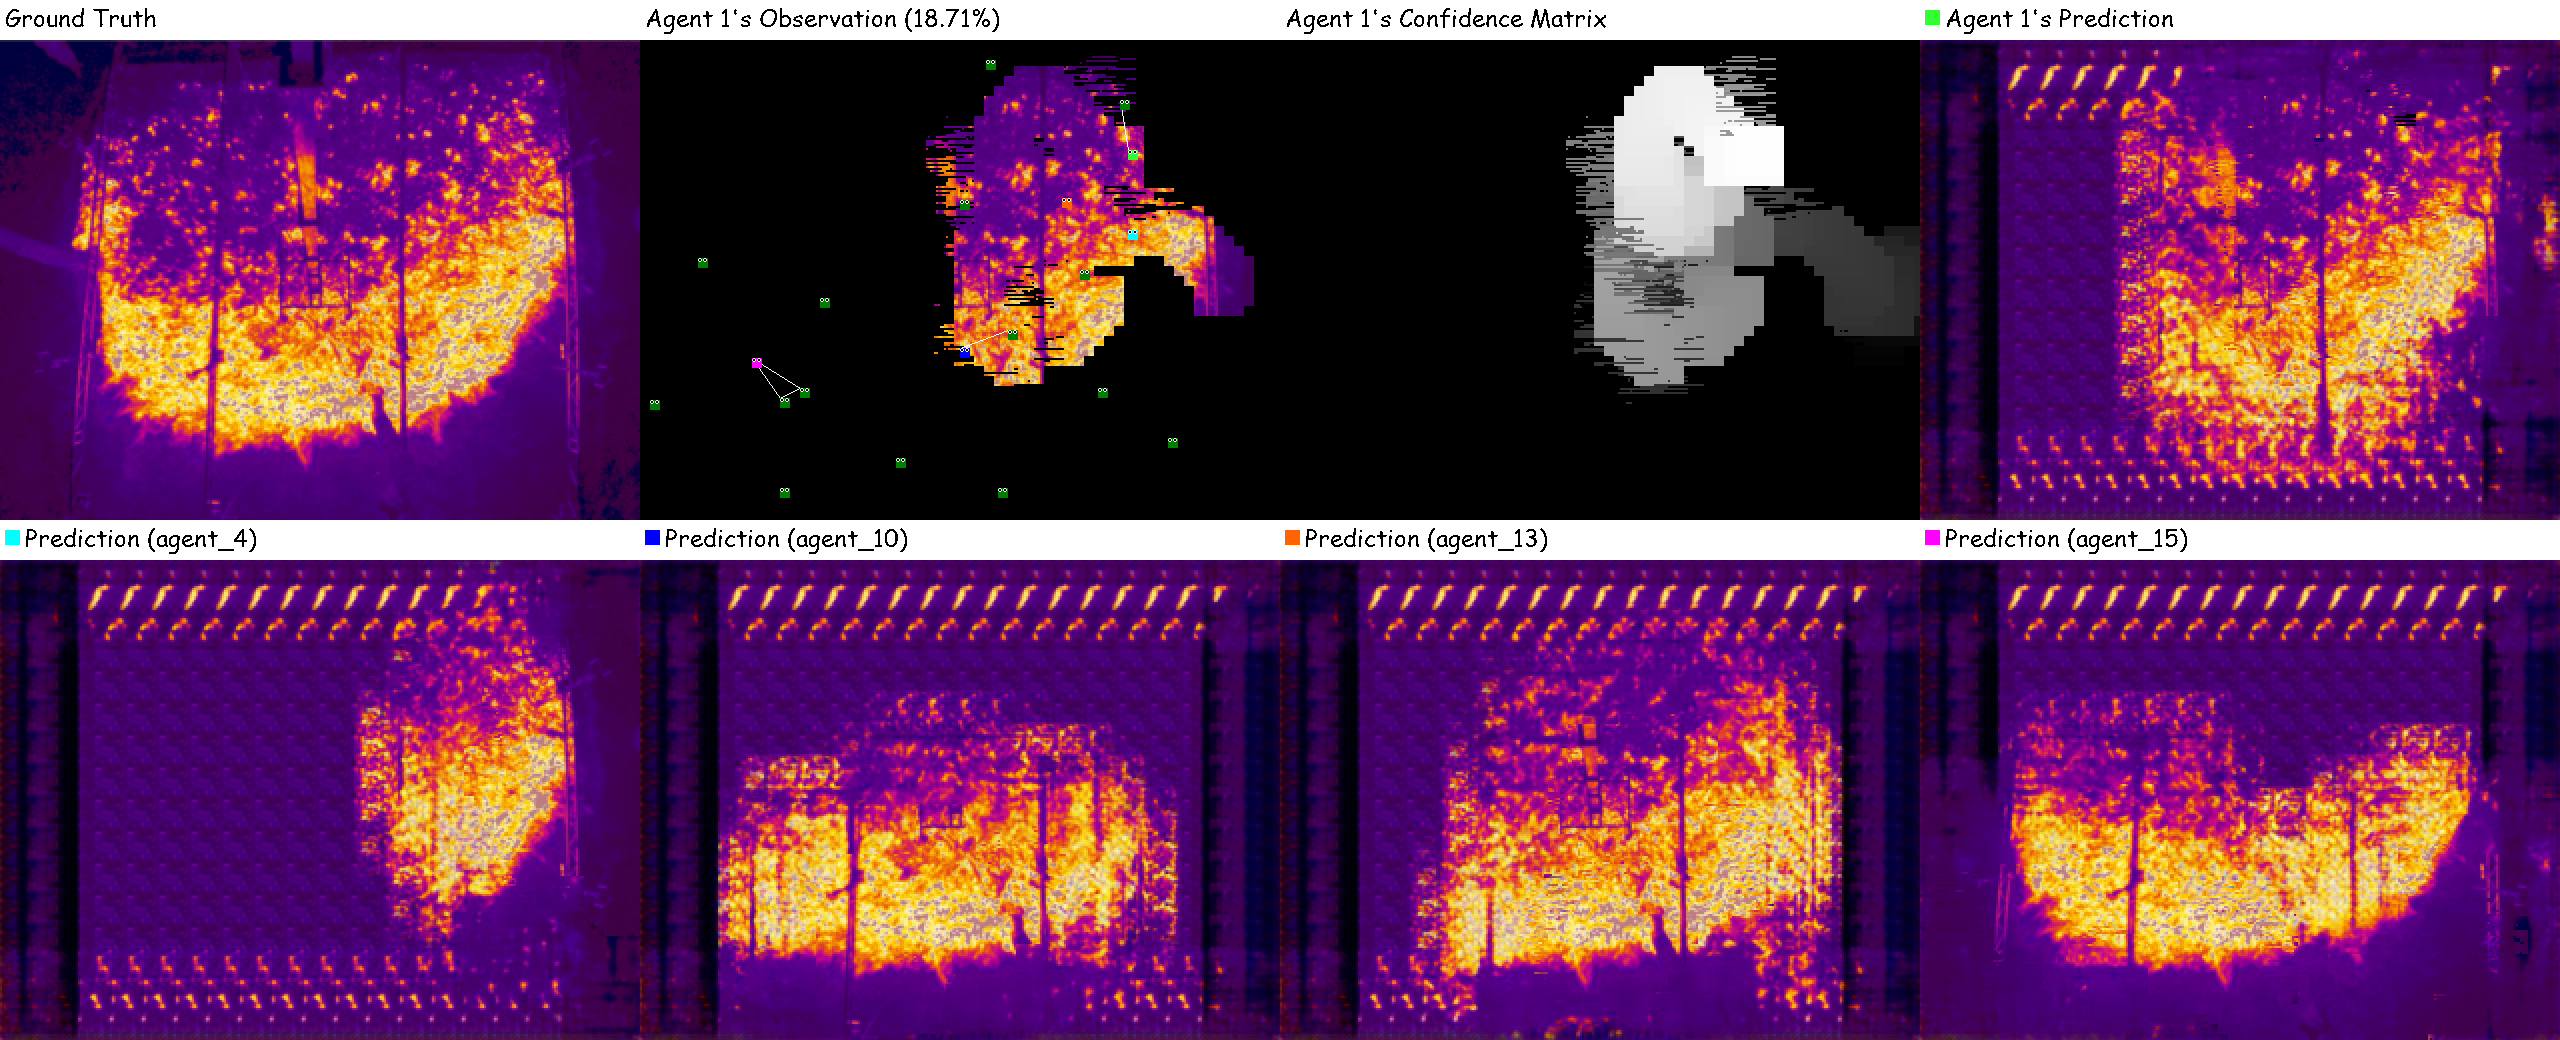 Ground Truth
Agent 1's Observation (18.71%)
Agent 1's Confidence Matrix
Agent 1's Prediction
Prediction (agent_4)
Prediction (agent_10)
Prediction (agent_13)
Prediction (agent_15)